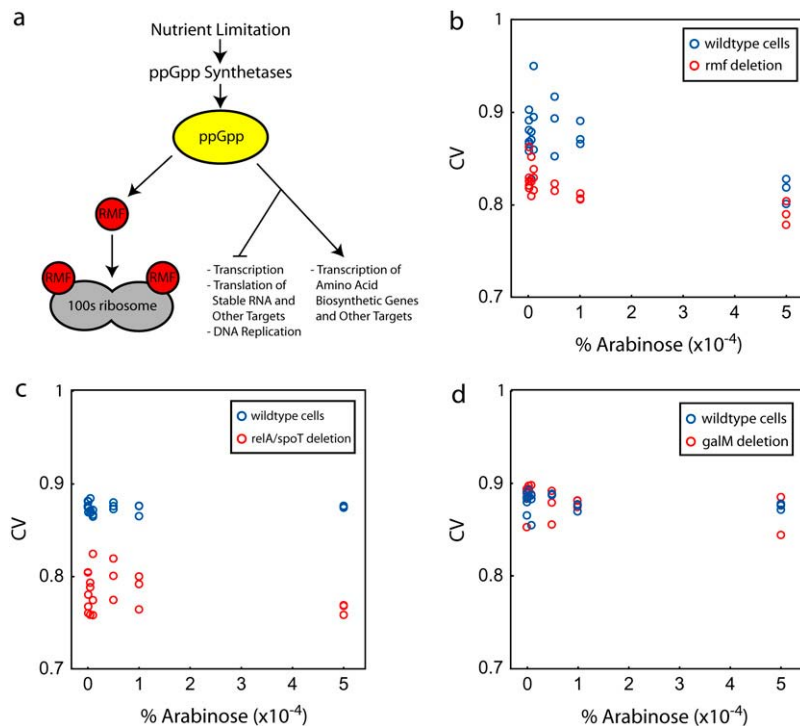 a
Nutrient Limitation
ppGpp Synthetases
ppGpp
RMF
RMF
RMF
100s ribosome
- Transcription
- Translation of
Stable RNA and
Other Targets
- DNA Replication
- Transcription of
Amino Acid
Biosynthetic Genes
and Other Targets
b
wildtype cells
rmf deletion
1
0.9
0.8
0.7
CV
0 1 2 3 4 5
% Arabinose (x10-4)
c
wildtype cells
relA/spoT deletion
1
0.9
0.8
0.7
CV
0 1 2 3 4 5
% Arabinose (x10-4)
d
wildtype cells
galM deletion
1
0.9
0.8
0.7
CV
0 1 2 3 4 5
% Arabinose (x10-4)